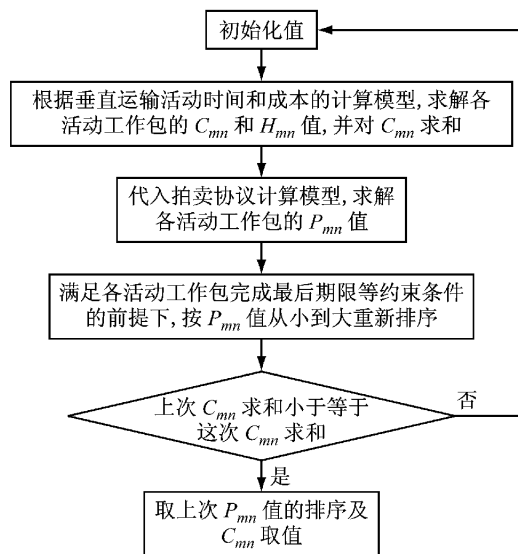 初始化值
根据垂直运输活动时间和成本的计算模型,求解各
活动工作包的 Cmn 和 Hmn 值,并对 Cmn 求和
代入拍卖协议计算模型,求解
各活动工作包的 Pmn 值
满足各活动工作包完成最后期限等约束条件
的前提下,按 Pmn 值从小到大重新排序
上次 Cmn 求和小于等于
这次 Cmn 求和
否
是
取上次 Pmn 值的排序及
Cmn 取值